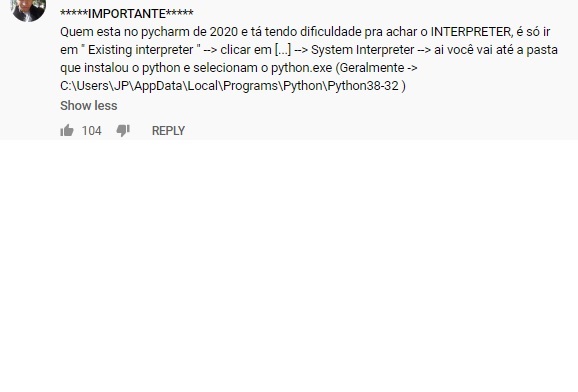 *****IMPORTANTE*****
Quem esta no pycharm de 2020 e tá tendo dificuldade pra achar o INTERPRETER, é só ir
em " Existing interpreter " --> clicar em [...] --> System Interpreter --> ai você vai até a pasta
que instalou o python e selecionam o python.exe (Geralmente ->
C:\Users\JP\AppData\Local\Programs\Python\Python38-32 )
Show less
104 REPLY